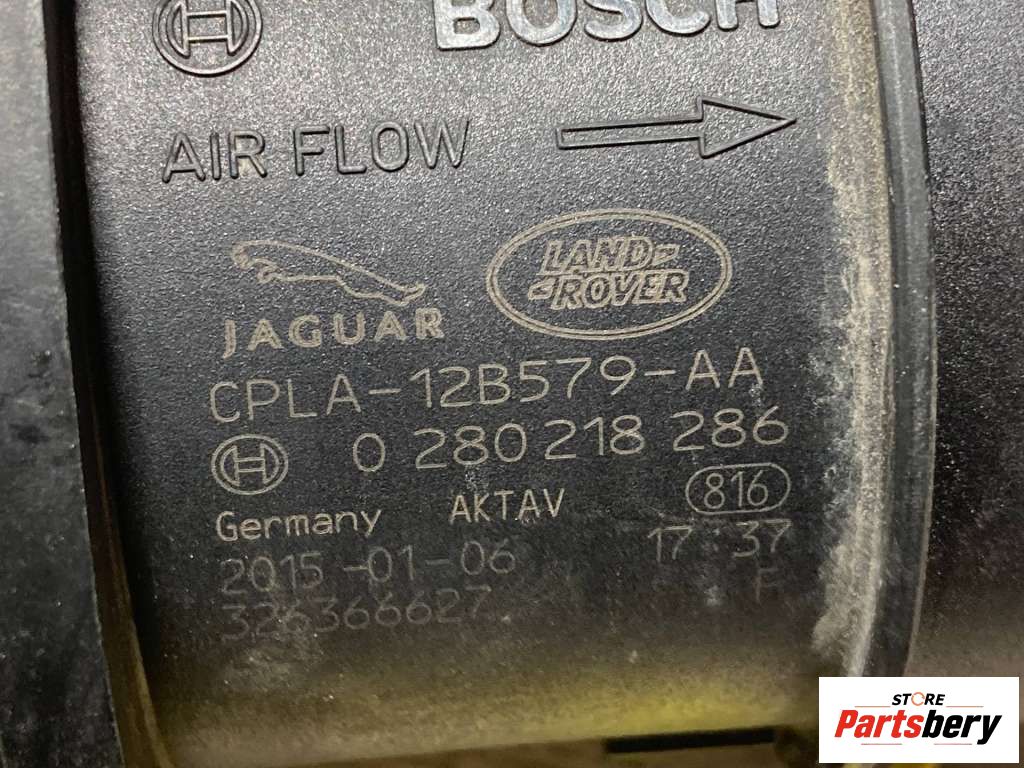 BOSCH
AIR FLOW
LAND
ROVER
JAGUAR
CPLA-12B579-AA
0 280 218 286
816
Germany AKTAV
17:37
2015-01-06
F
326366627
STORE
Partsbery